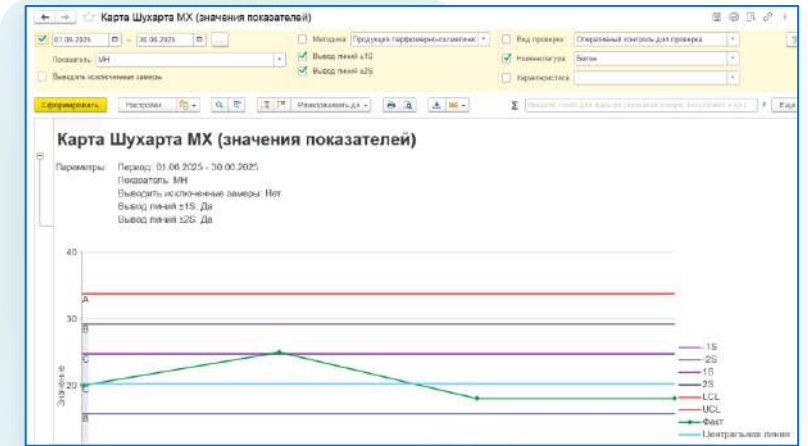 Карта Шухарта МХ (значения показателей)
01.06.2025 – 30.06.2025 ...
Методика: Продукция парфюмерно-косметичес
Вид проверки: Оперативный контроль для проверка
Показатель: МН
Вывод линий ±1S
Номенклатура: Батон
Выводить исключенные замеры
Вывод линий ±2S
Характеристика
Сформировать
Настройки
Σ
Еще
Карта Шухарта МХ (значения показателей)
Параметры: Период: 01.06.2025 - 30.06.2025
Показатель: МН
Выводить исключенные замеры: Нет
Вывод линий ±1S: Да
Вывод линий ±2S: Да
40
A
30
B
C
20
C
B
Значение
-1S
-2S
1S
2S
LCL
UCL
Факт
Центральная линия